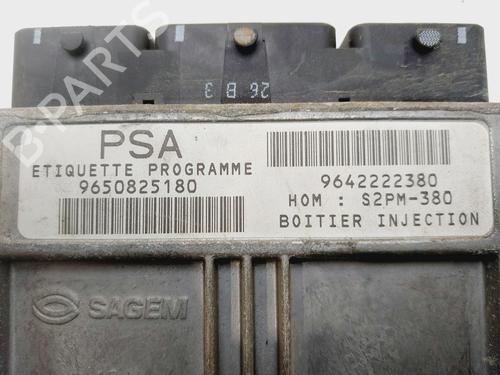 26 B 3
PSA
ETIQUETTE PROGRAMME
9650825180
9642222380
HOM : S2PM-380
BOITIER INJECTION
SAGEM
B-PARTS